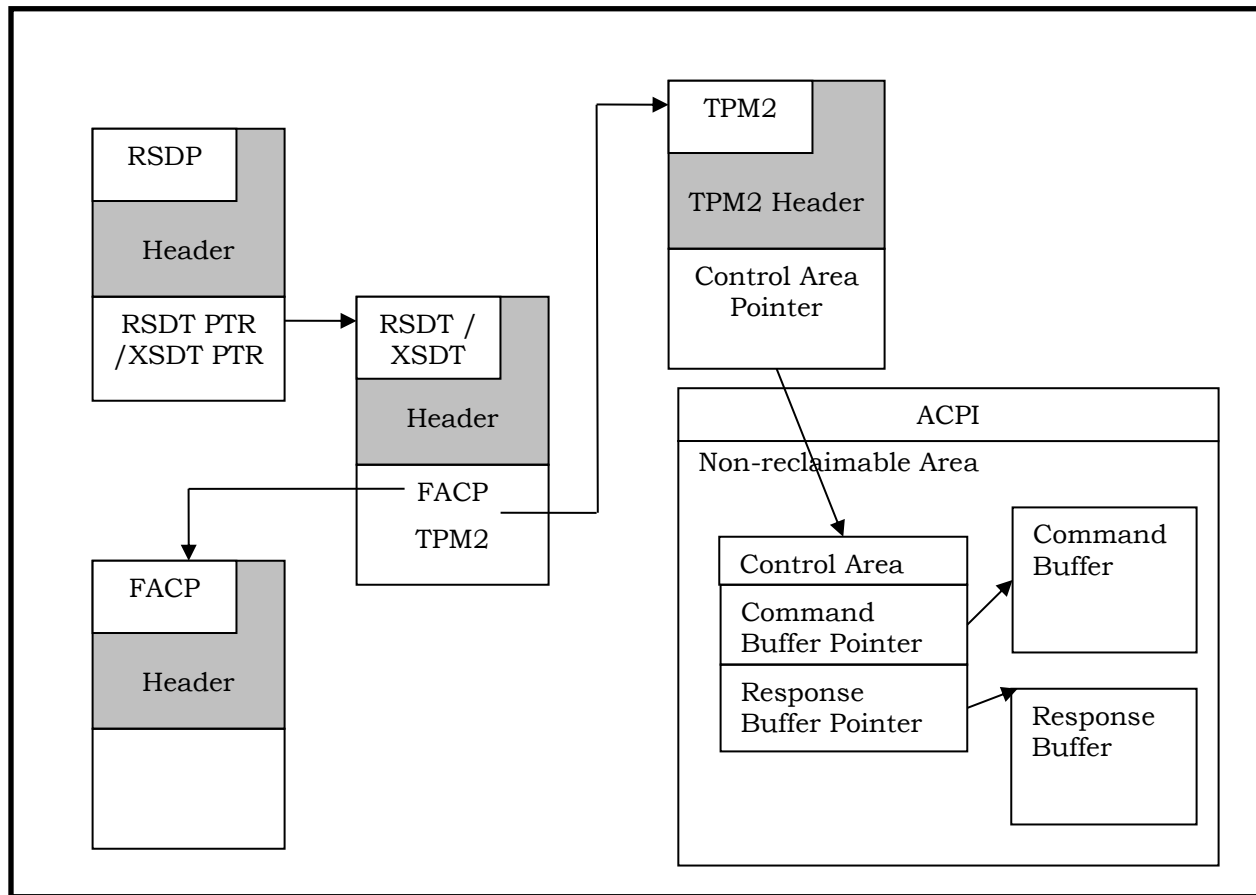 RSDP
Header
RSDT PTR
/XSDT PTR
RSDT /
XSDT
Header
FACP
TPM2
FACP
Header
TPM2
TPM2 Header
Control Area
Pointer
ACPI
Non-reclaimable Area
Control Area
Command
Buffer Pointer
Response
Buffer Pointer
Command
Buffer
Response
Buffer